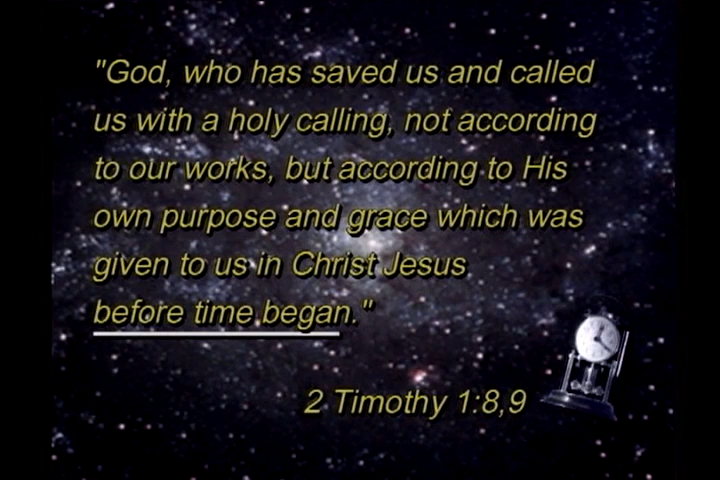 "God, who has saved us and called
us with a holy calling, not according
to our works, but according to His
own purpose and grace which was
given to us in Christ Jesus
before time began."
2 Timothy 1:8,9